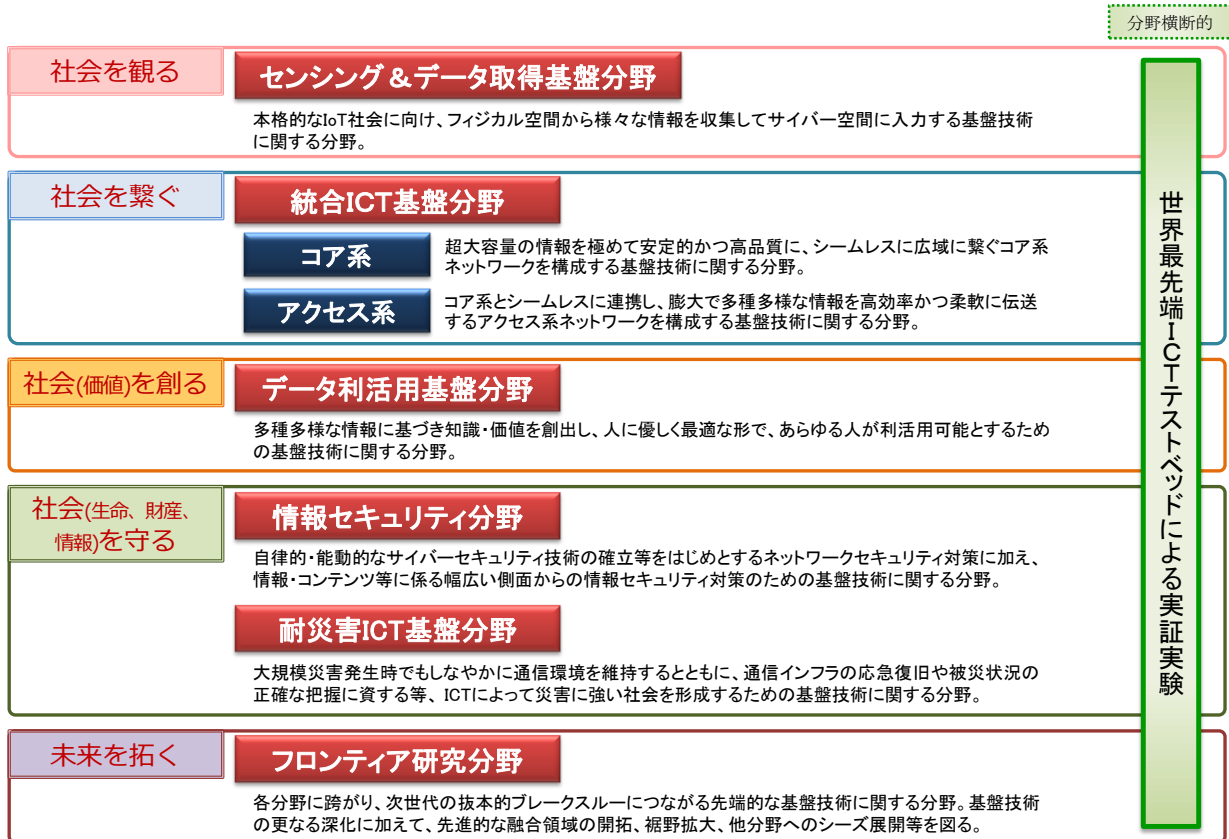 分野横断的
社会を観る
センシング＆データ取得基盤分野
本格的なIoT社会に向け、フィジカル空間から様々な情報を収集してサイバー空間に入力する基盤技術
に関する分野。
社会を繋ぐ
統合ICT基盤分野
コア系
超大容量の情報を極めて安定的かつ高品質に、シームレスに広域に繋ぐコア系
ネットワークを構成する基盤技術に関する分野。
アクセス系
コア系とシームレスに連携し、膨大で多種多様な情報を高効率かつ柔軟に伝送
するアクセス系ネットワークを構成する基盤技術に関する分野。
社会(価値)を創る
データ利活用基盤分野
多種多様な情報に基づき知識・価値を創出し、人に優しく最適な形で、あらゆる人が利活用可能とするため
の基盤技術に関する分野。
社会(生命、財産、
情報)を守る
情報セキュリティ分野
自律的・能動的なサイバーセキュリティ技術の確立等をはじめとするネットワークセキュリティ対策に加え、
情報・コンテンツ等に係る幅広い側面からの情報セキュリティ対策のための基盤技術に関する分野。
耐災害ICT基盤分野
大規模災害発生時でもしなやかに通信環境を維持するとともに、通信インフラの応急復旧や被災状況の
正確な把握に資する等、ICTによって災害に強い社会を形成するための基盤技術に関する分野。
未来を拓く
フロンティア研究分野
各分野に跨がり、次世代の抜本的ブレークスルーにつながる先端的な基盤技術に関する分野。基盤技術
の更なる深化に加えて、先進的な融合領域の開拓、裾野拡大、他分野へのシーズ展開等を図る。
世界最先端ICTテストベッドによる実証実験